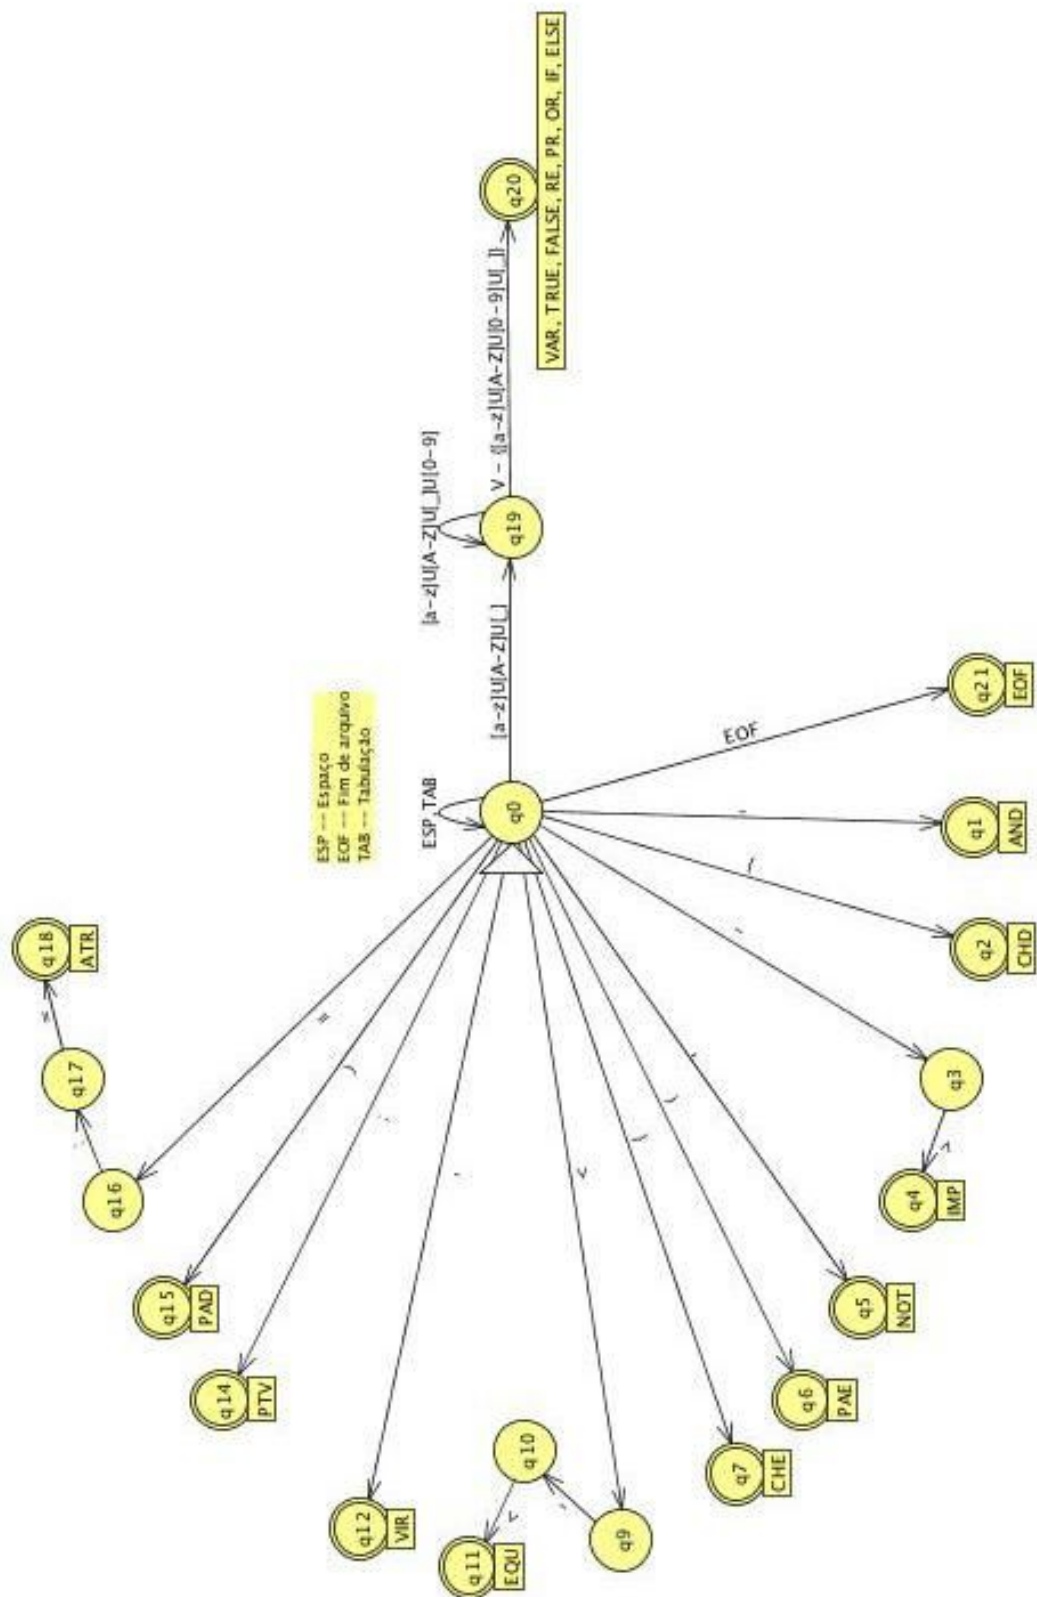 ESP -- Espaço
EOF -- Fim de arquivo
TAB -- Tabulação
q18
ATR
=
q17
q16
=
q15
PAD
q14
PTV
q12
VIR
q11
EQU
q10
q9
q7
CHE
q6
PAE
q5
NOT
q4
IMP
q3
q2
CHD
q1
AND
q21
EOF
EOF
ESP, TAB
q0
[a-z]U[A-Z]U[_]
[a-z]U[A-Z]U[_]U[0-9]
q19
V - {[a-z]U[A-Z]U[0-9]U[_]}
q20
VAR, TRUE, FALSE, RE, PR, OR, IF, ELSE